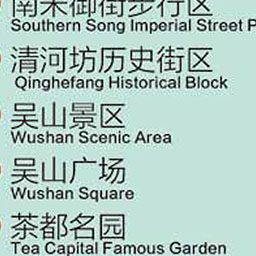 南宋御街步行区
Southern Song Imperial Street P
清河坊历史街区
Qinghefang Historical Block
吴山景区
Wushan Scenic Area
吴山广场
Wushan Square
茶都名园
Tea Capital Famous Garden